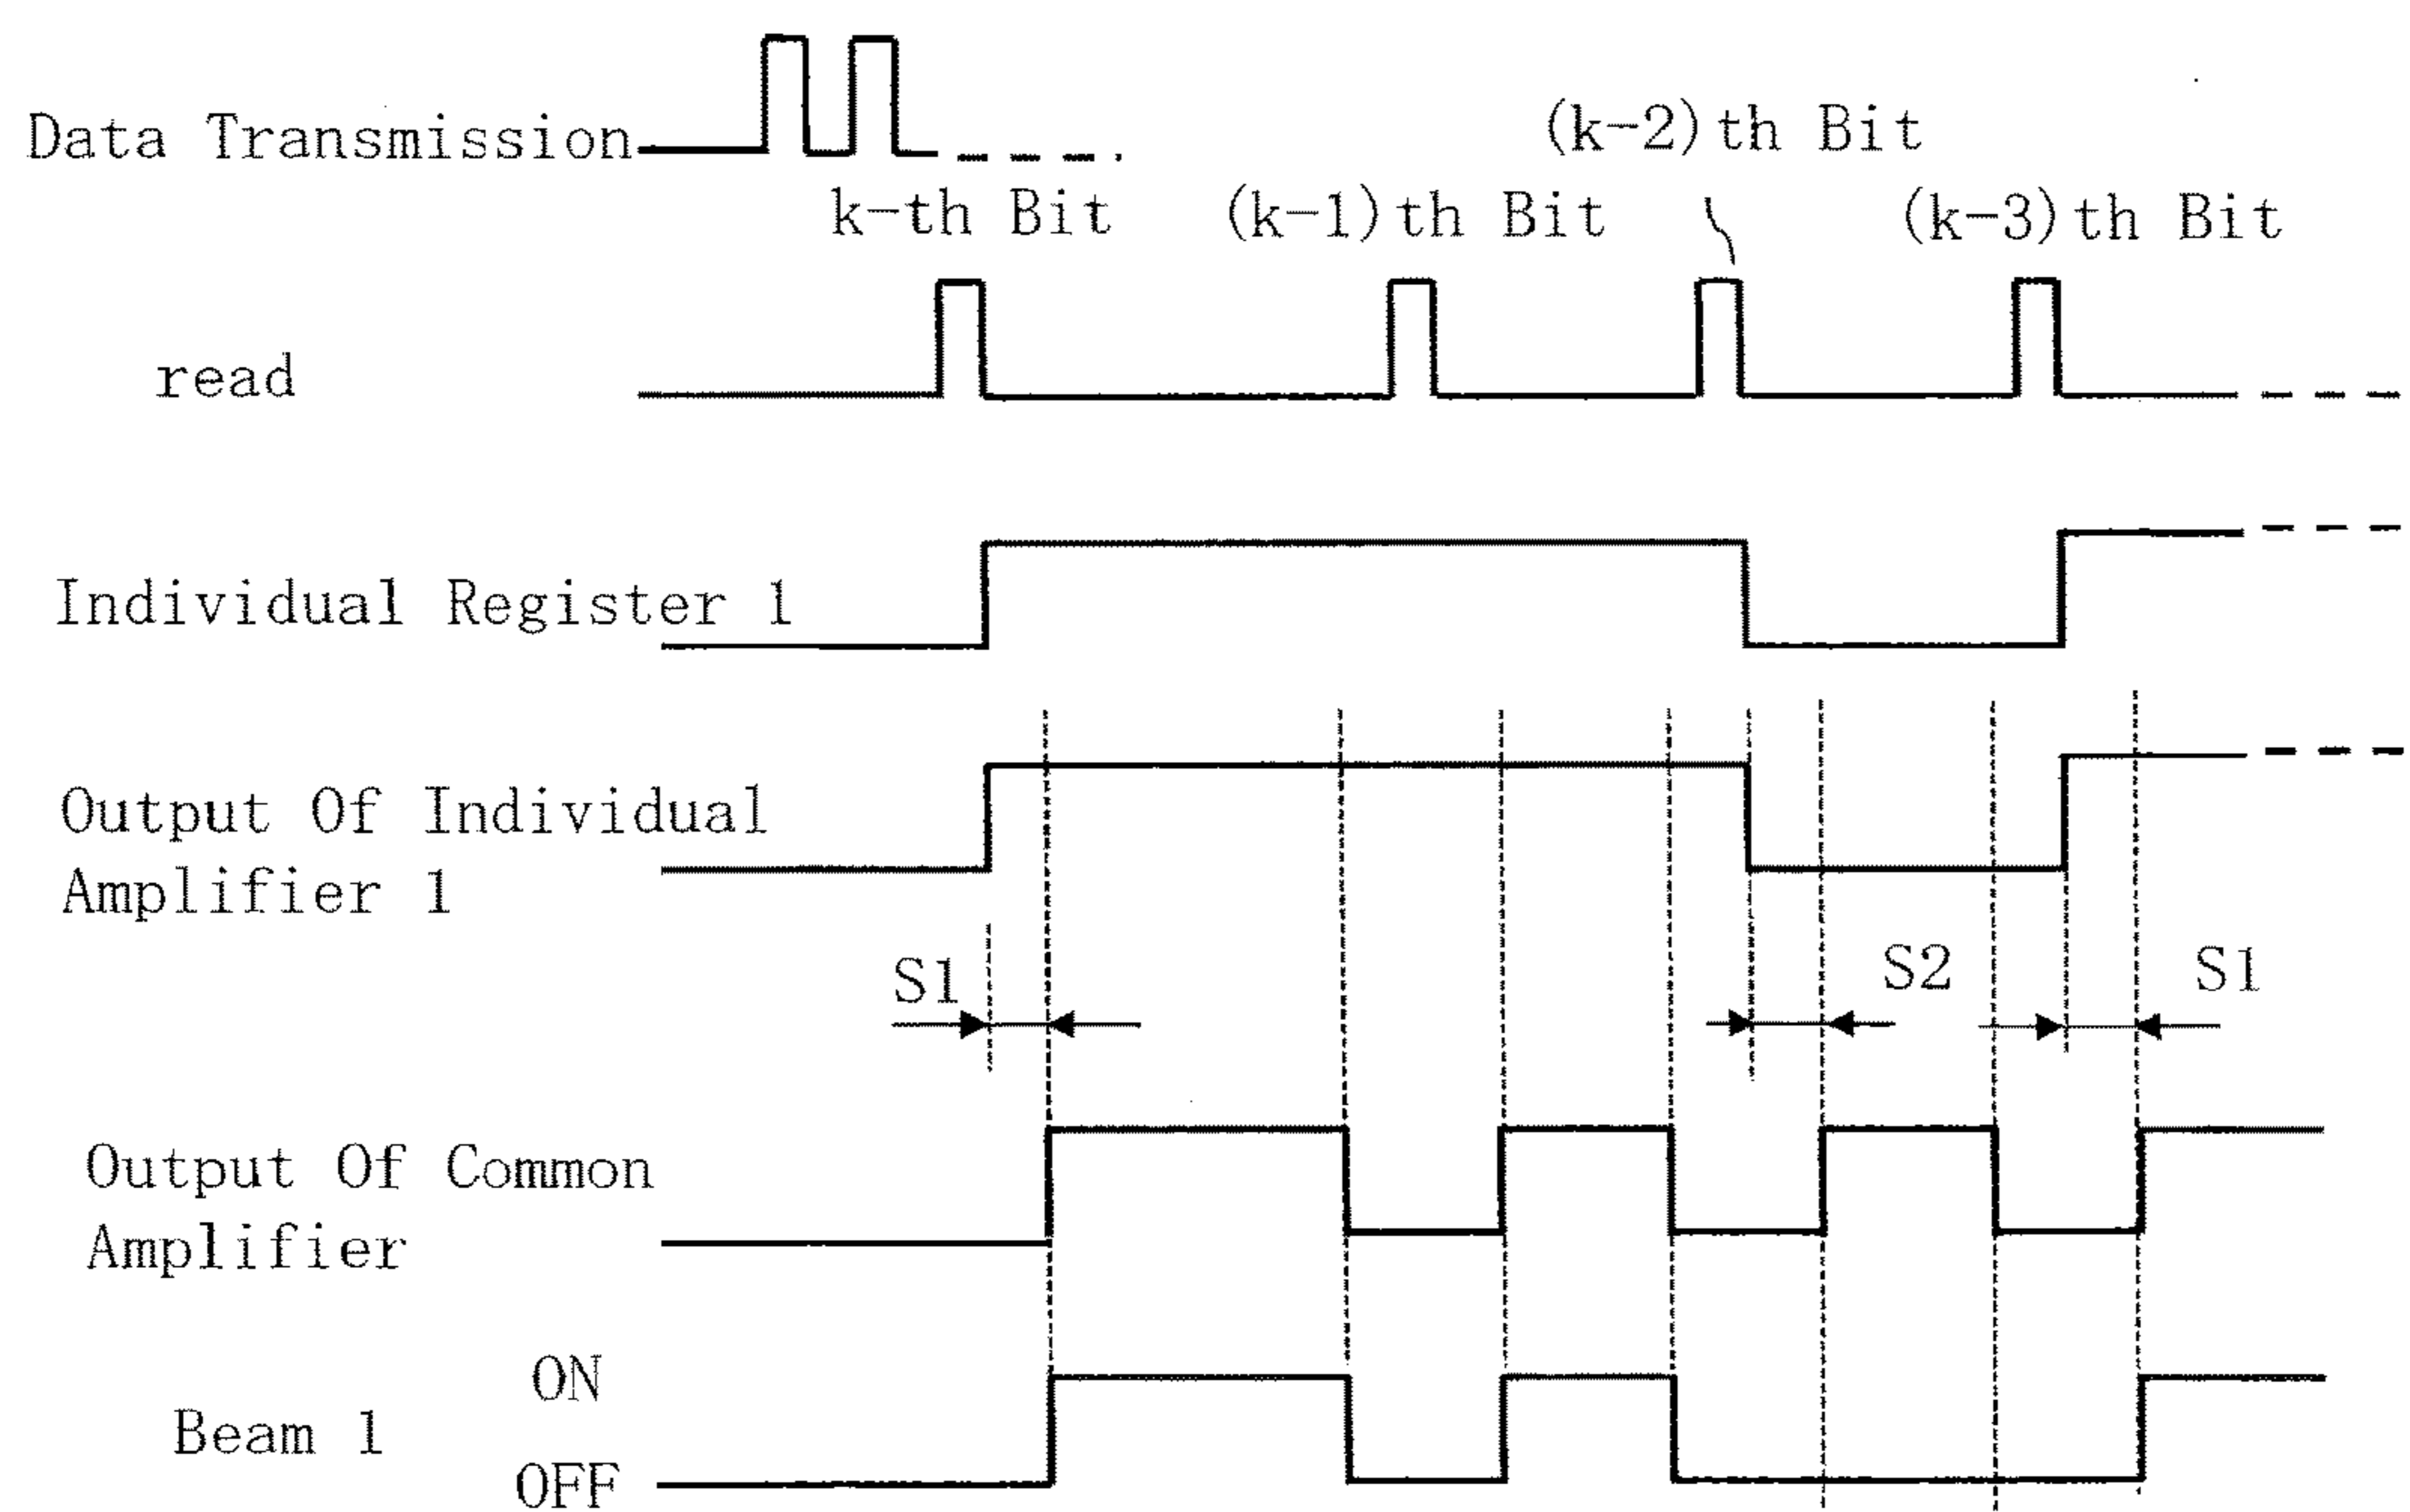 Data Transmission
(k-2)th Bit
k-th Bit
(k-1)th Bit
(k-3)th Bit
read
Individual Register 1
Output Of Individual
Amplifier 1
S1
S2
S1
Output Of Common
Amplifier
ON
Beam 1
OFF